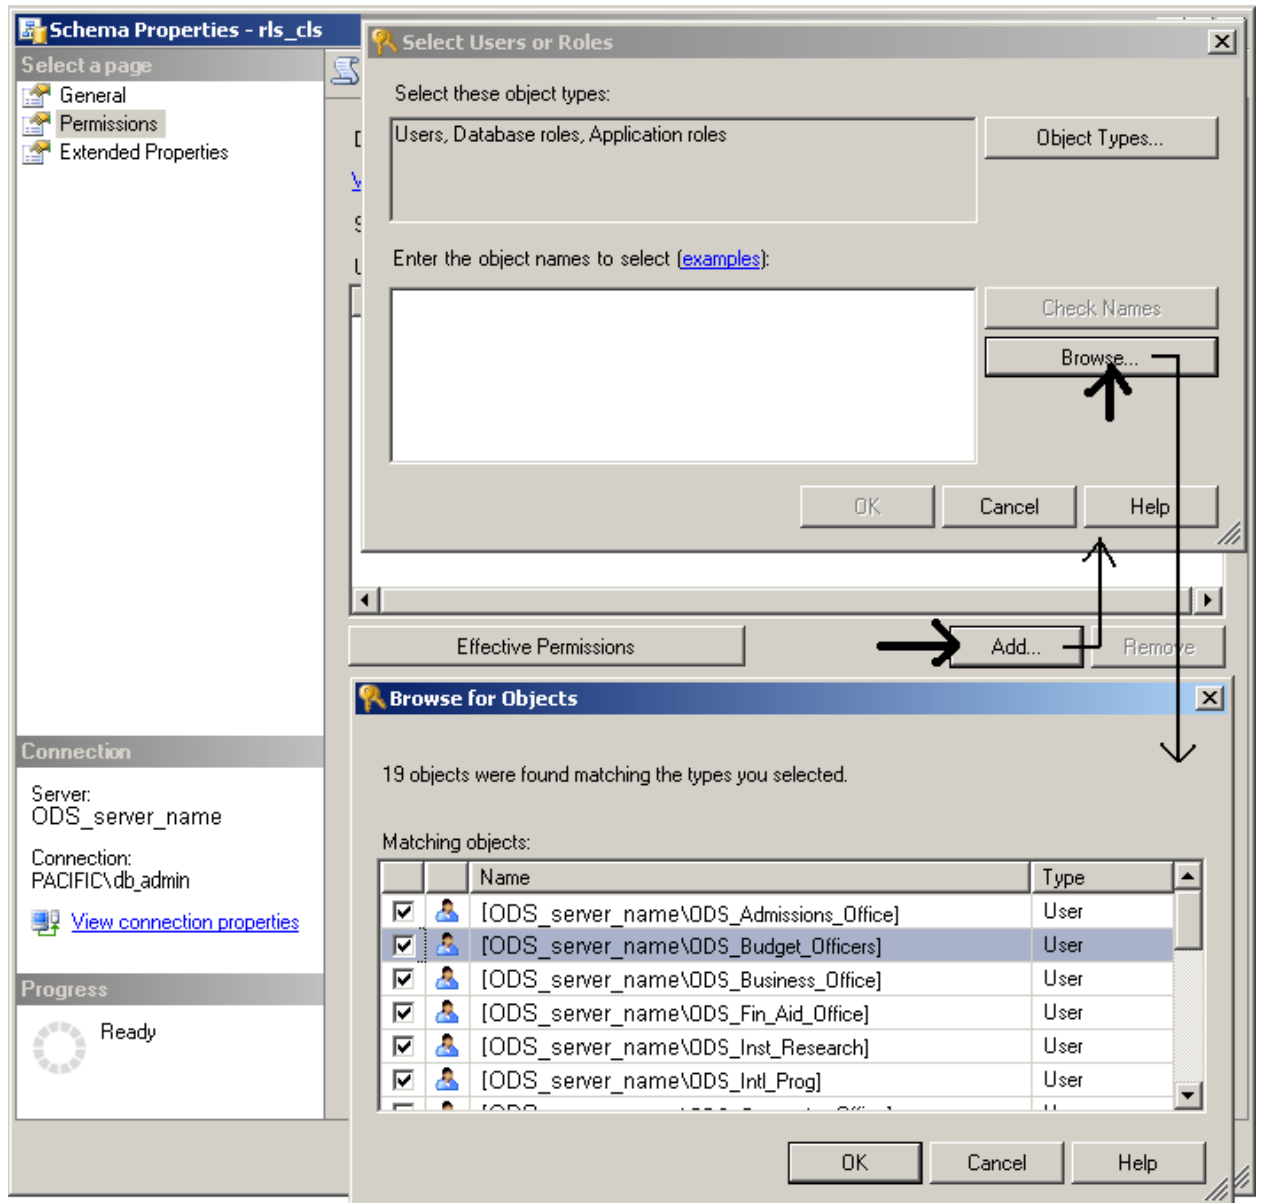 Schema Properties - rls_cls
Select a page
General
Permissions
Extended Properties
Select Users or Roles
Select these object types:
Users, Database roles, Application roles
Object Types...
Enter the object names to select (examples):
Check Names
Browse...
OK
Cancel
Help
Effective Permissions
Add...
Remove
Connection
Server:
ODS_server_name
Connection:
PACIFIC\db_admin
View connection properties
Progress
Ready
Browse for Objects
19 objects were found matching the types you selected.
Matching objects:
Name Type
[ODS_server_name\ODS_Admissions_Office] User
[ODS_server_name\ODS_Budget_Officers] User
[ODS_server_name\ODS_Business_Office] User
[ODS_server_name\ODS_Fin_Aid_Office] User
[ODS_server_name\ODS_Inst_Research] User
[ODS_server_name\ODS_Intl_Prog] User
OK
Cancel
Help